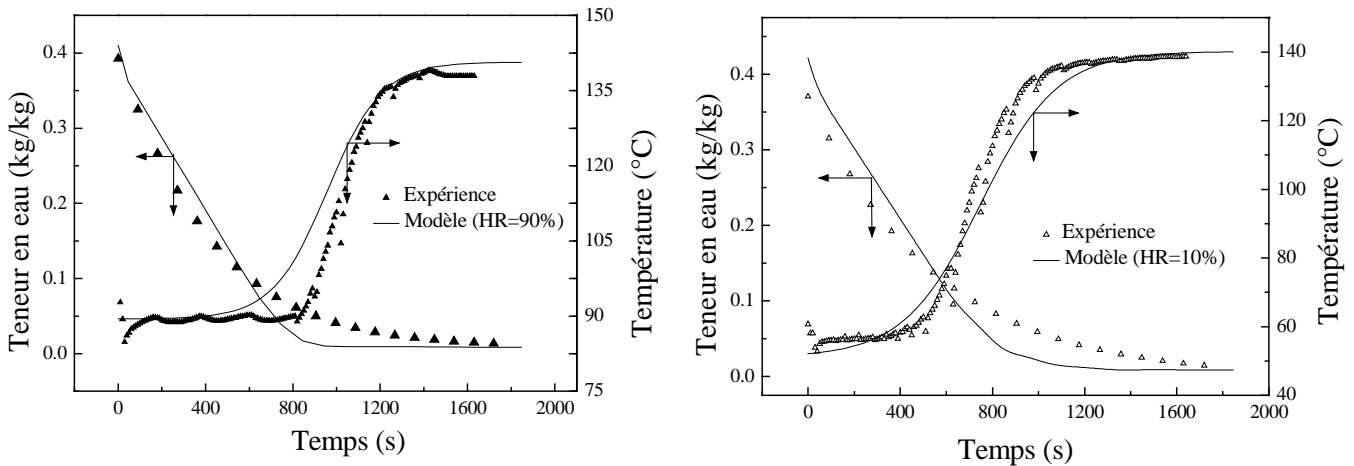 150
0.4
135
0.3
120
0.2
Expérience
Modèle (HR=90%)
105
0.1
90
0.0
75
0 400 800 1200 1600 2000
Temps (s)
Teneur en eau (kg/kg)
Température (°C)
140
0.4
120
0.3
100
0.2
Expérience
Modèle (HR=10%)
80
0.1
60
0.0
40
0 400 800 1200 1600 2000
Temps (s)
Teneur en eau (kg/kg)
Température (°C)